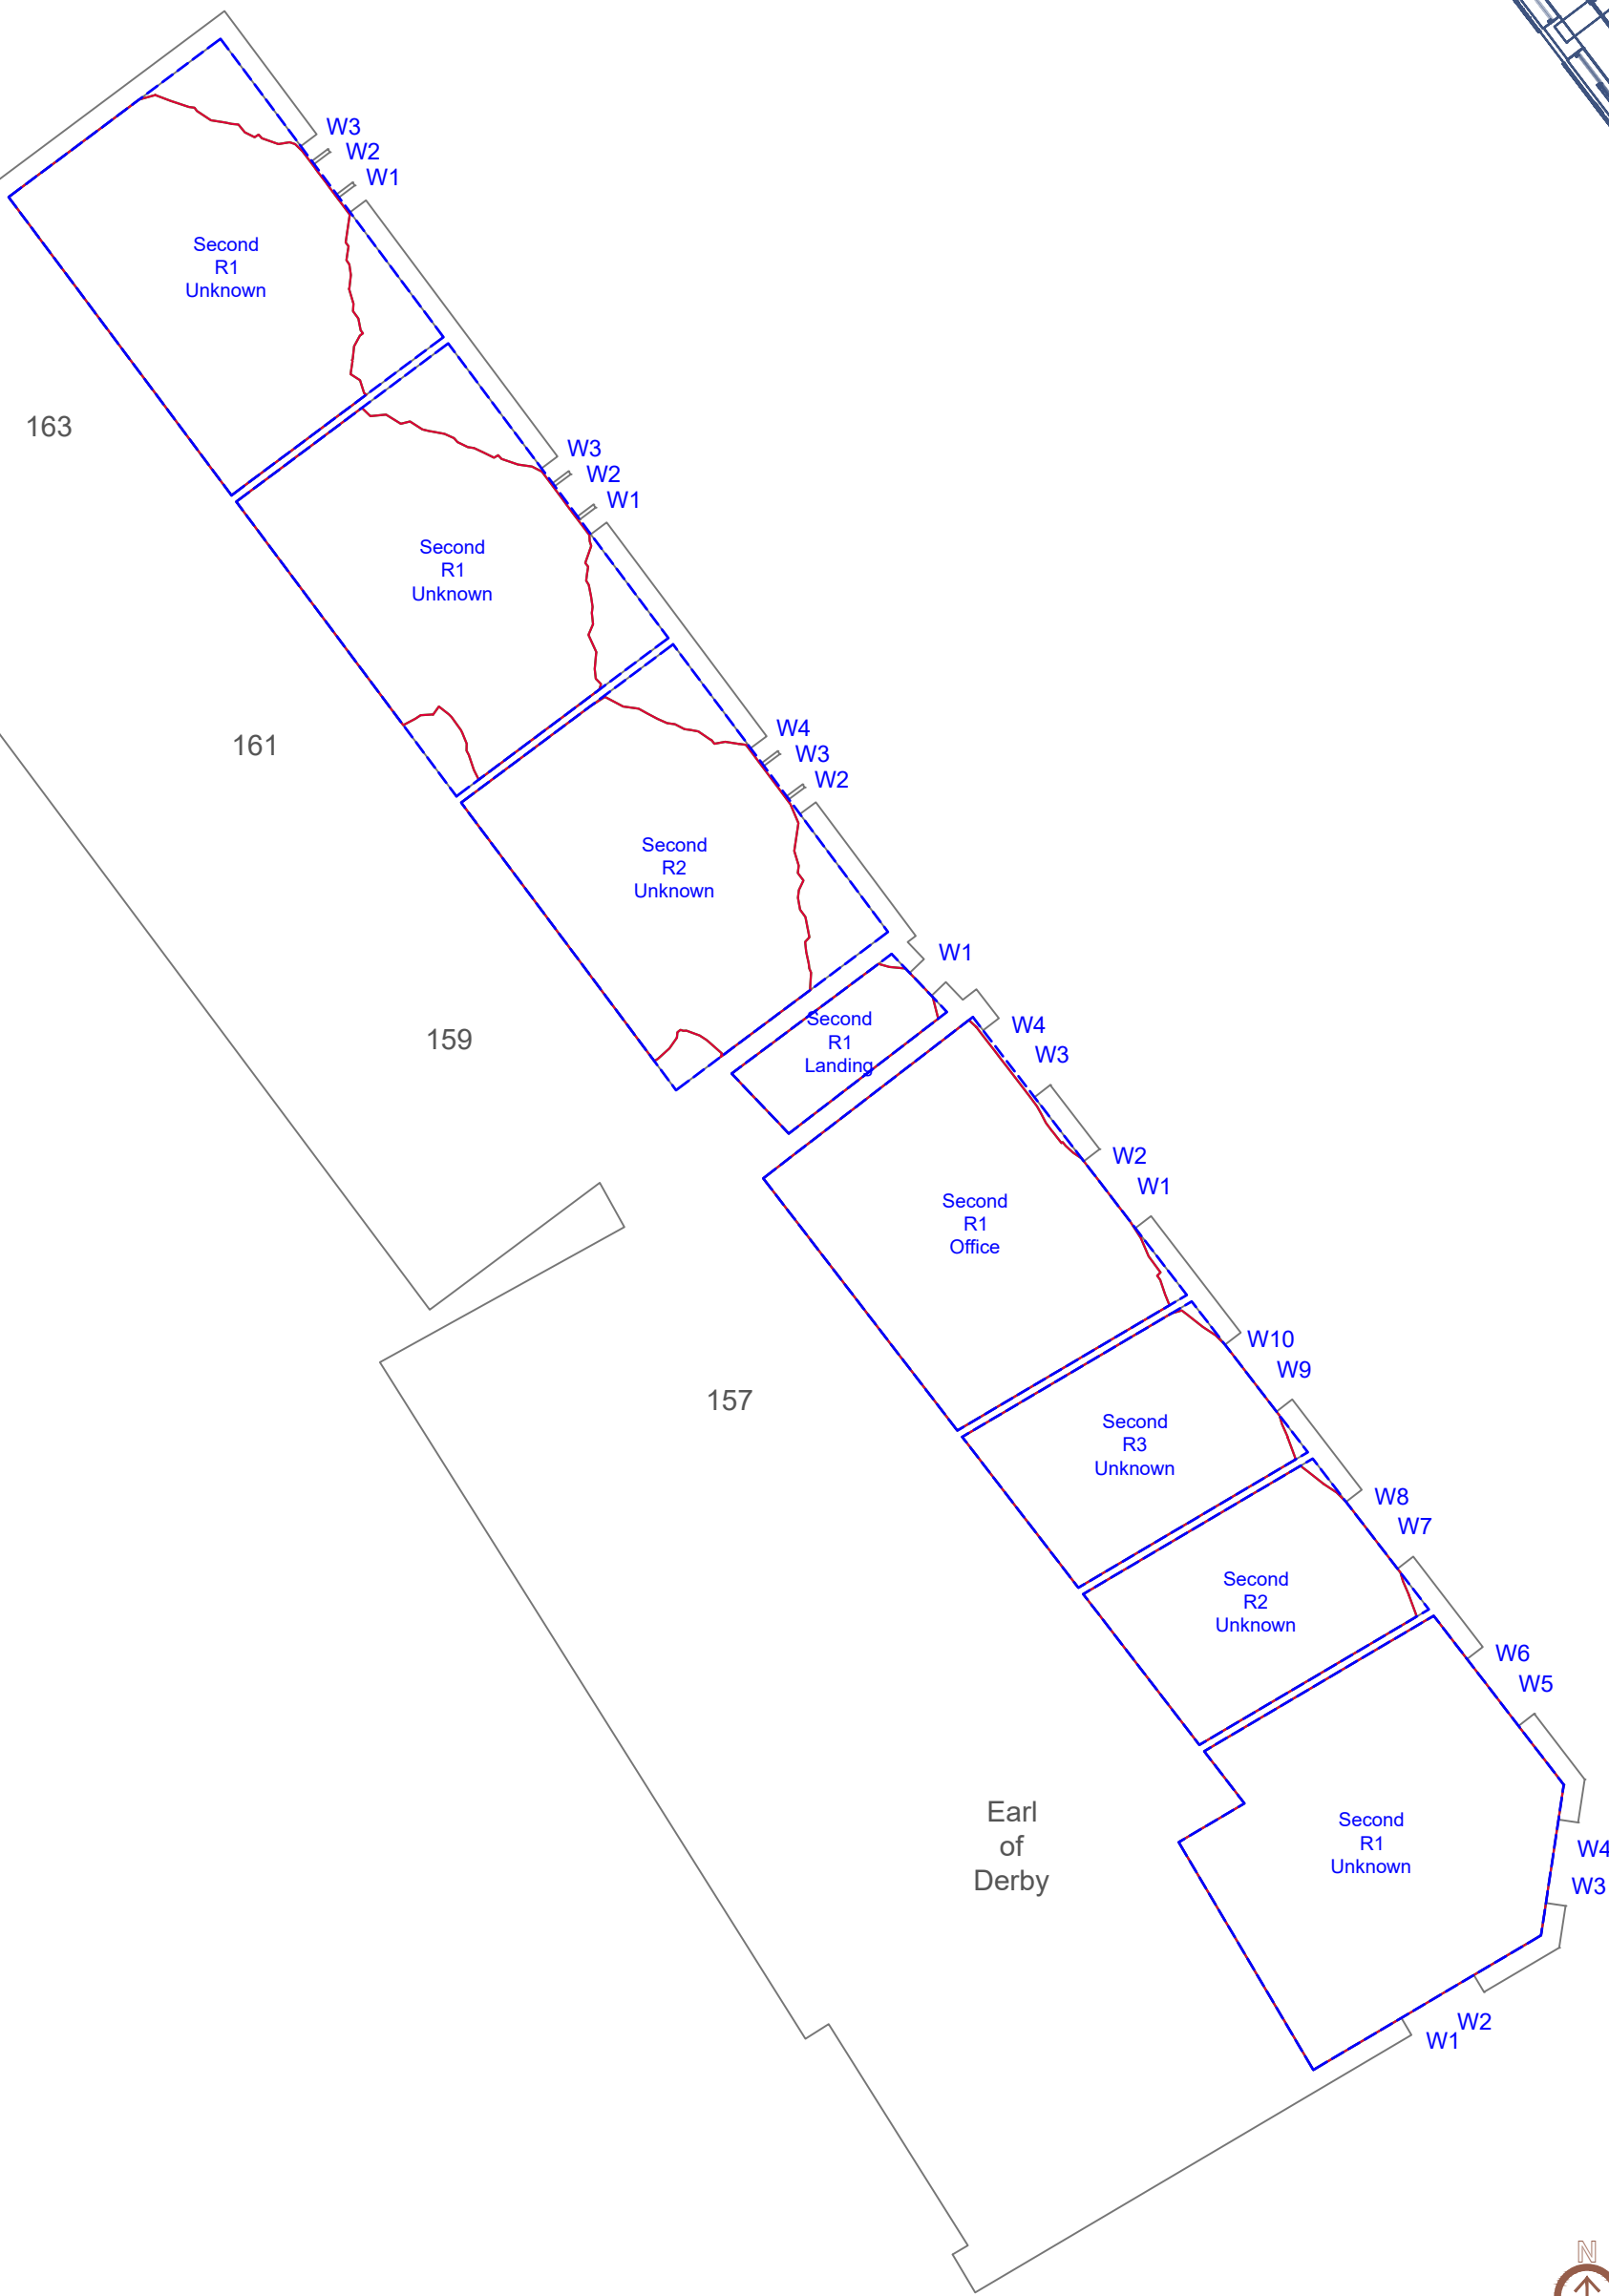 W3
W2
W1
Second
R1
Unknown
163
W3
W2
W1
Second
R1
Unknown
161
W4
W3
W2
Second
R2
Unknown
W1
Second
R1
Landing
159
W4
W3
W2
W1
Second
R1
Office
W10
W9
157
Second
R3
Unknown
W8
W7
Second
R2
Unknown
W6
W5
Earl
of
Derby
Second
R1
Unknown
W4
W3
W2
W1
N